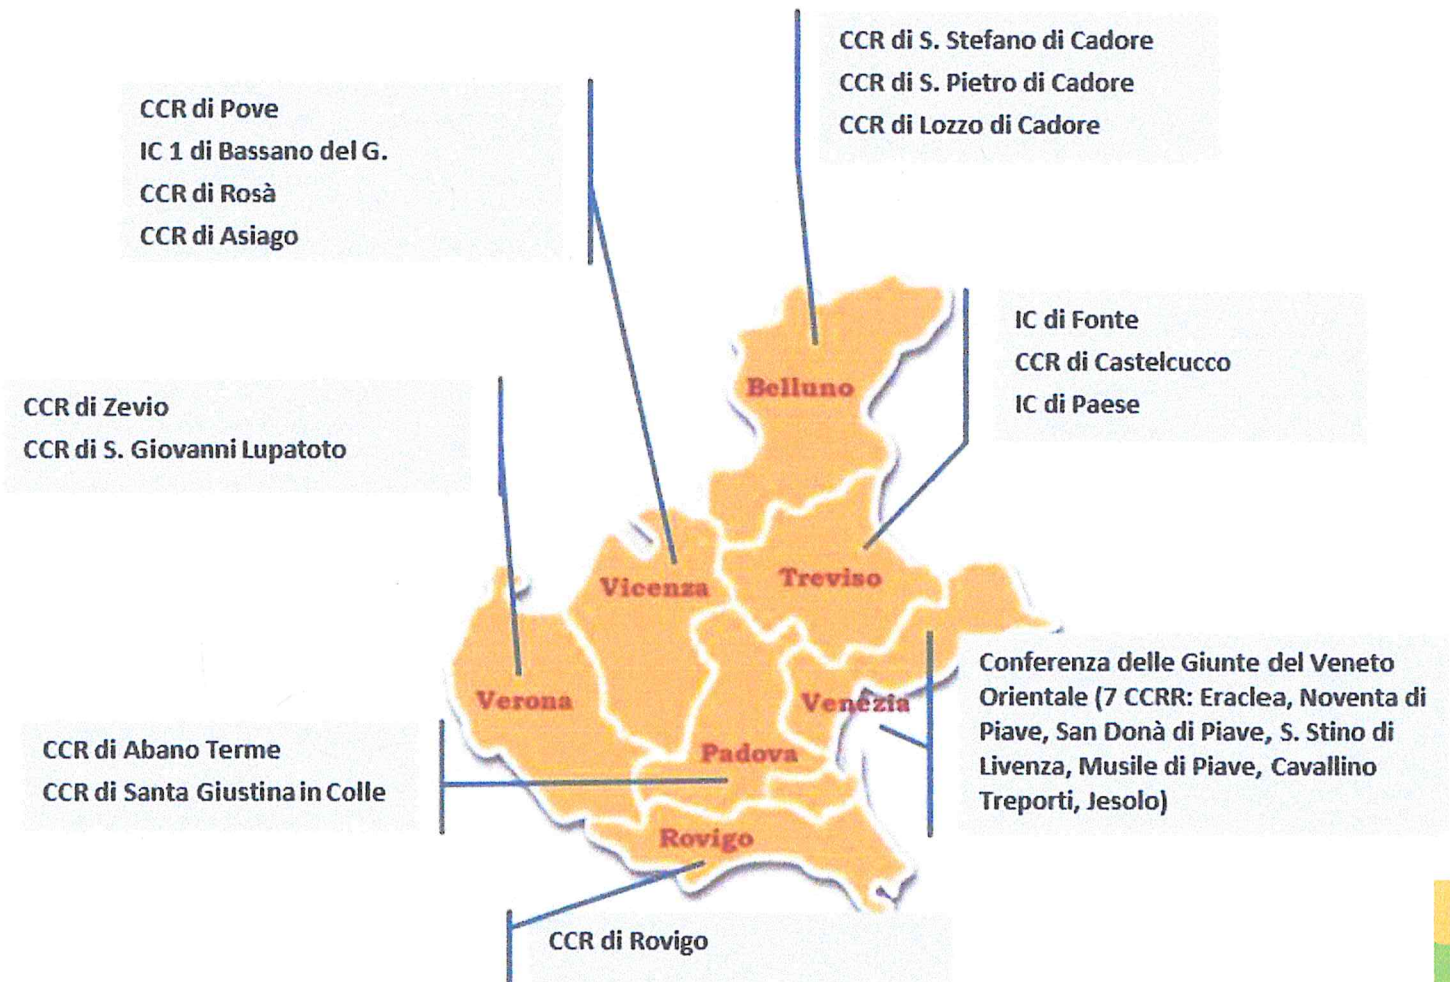 CCR di S. Stefano di Cadore
CCR di S. Pietro di Cadore
CCR di Lozzo di Cadore
CCR di Pove
IC 1 di Bassano del G.
CCR di Rosà
CCR di Asiago
IC di Fonte
CCR di Castelcucco
IC di Paese
CCR di Zevio
CCR di S. Giovanni Lupatoto
Belluno
Vicenza
Treviso
Verona
Venezia
Padova
Rovigo
Conferenza delle Giunte del Veneto
Orientale (7 CCRR: Eraclea, Noventa di
Piave, San Donà di Piave, S. Stino di
Livenza, Musile di Piave, Cavallino
Treporti, Jesolo)
CCR di Abano Terme
CCR di Santa Giustina in Colle
CCR di Rovigo